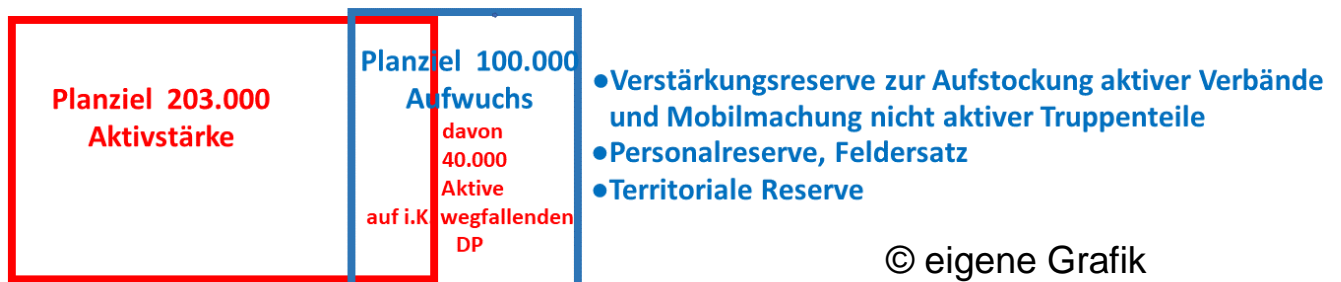 Planziel 203.000
Aktivstärke
Planziel 100.000
Aufwuchs
davon
40.000
Aktive
auf i.K. wegfallenden
DP
●Verstärkungsreserve zur Aufstockung aktiver Verbände
und Mobilmachung nicht aktiver Truppenteile
●Personalreserve, Feldersatz
●Territoriale Reserve
© eigene Grafik